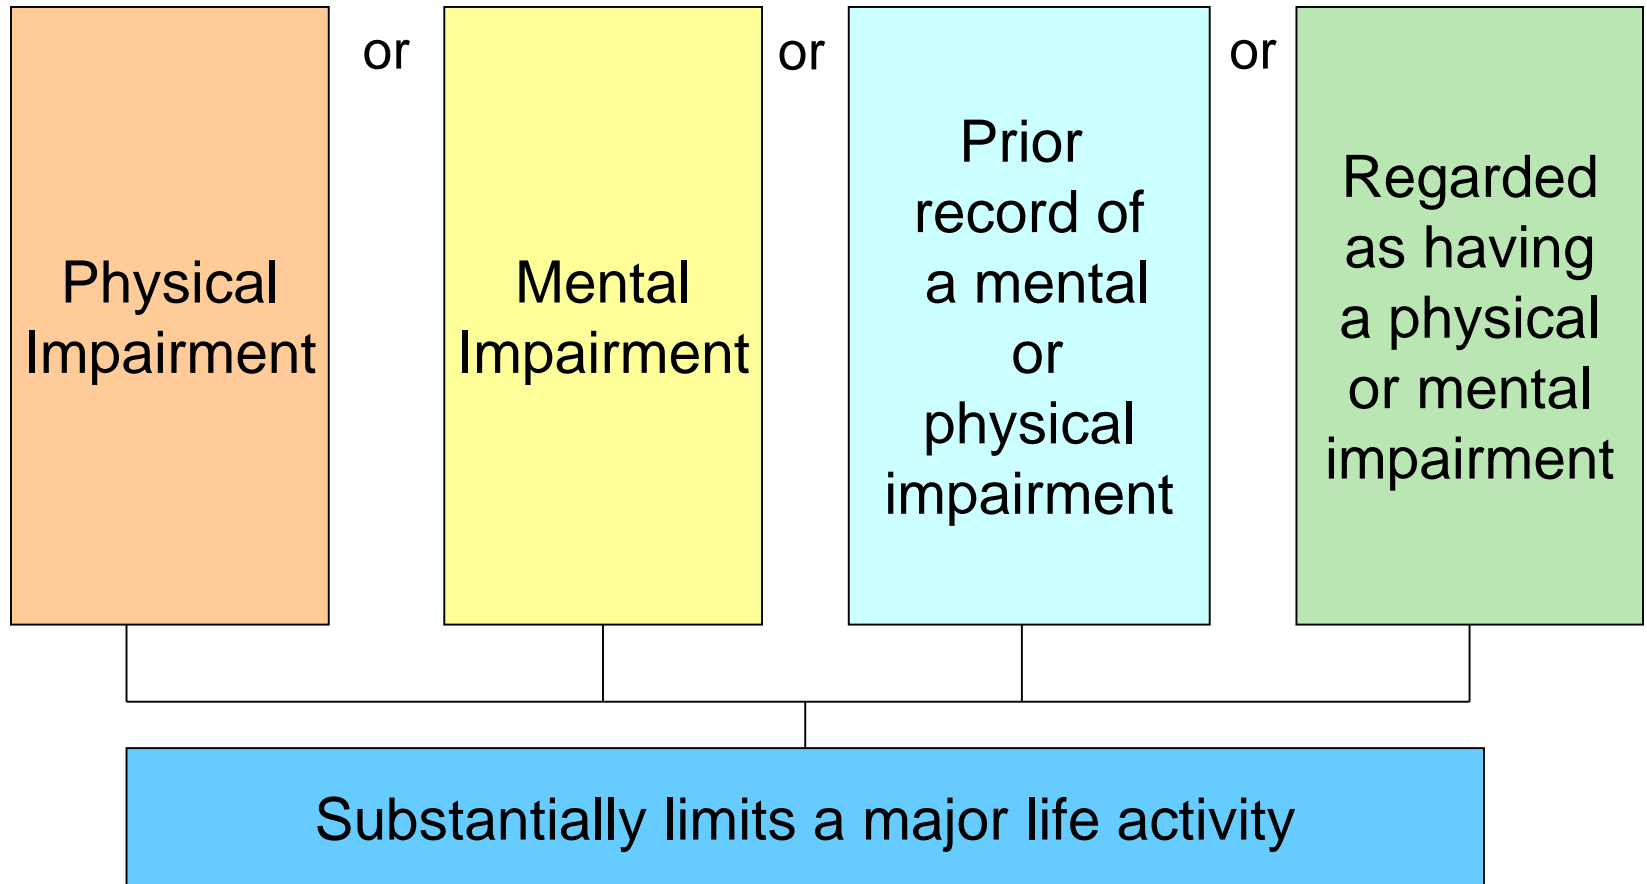 Physical
Impairment
or
Mental
Impairment
or
Prior
record of
a mental
or
physical
impairment
or
Regarded
as having
a physical
or mental
impairment
Substantially limits a major life activity